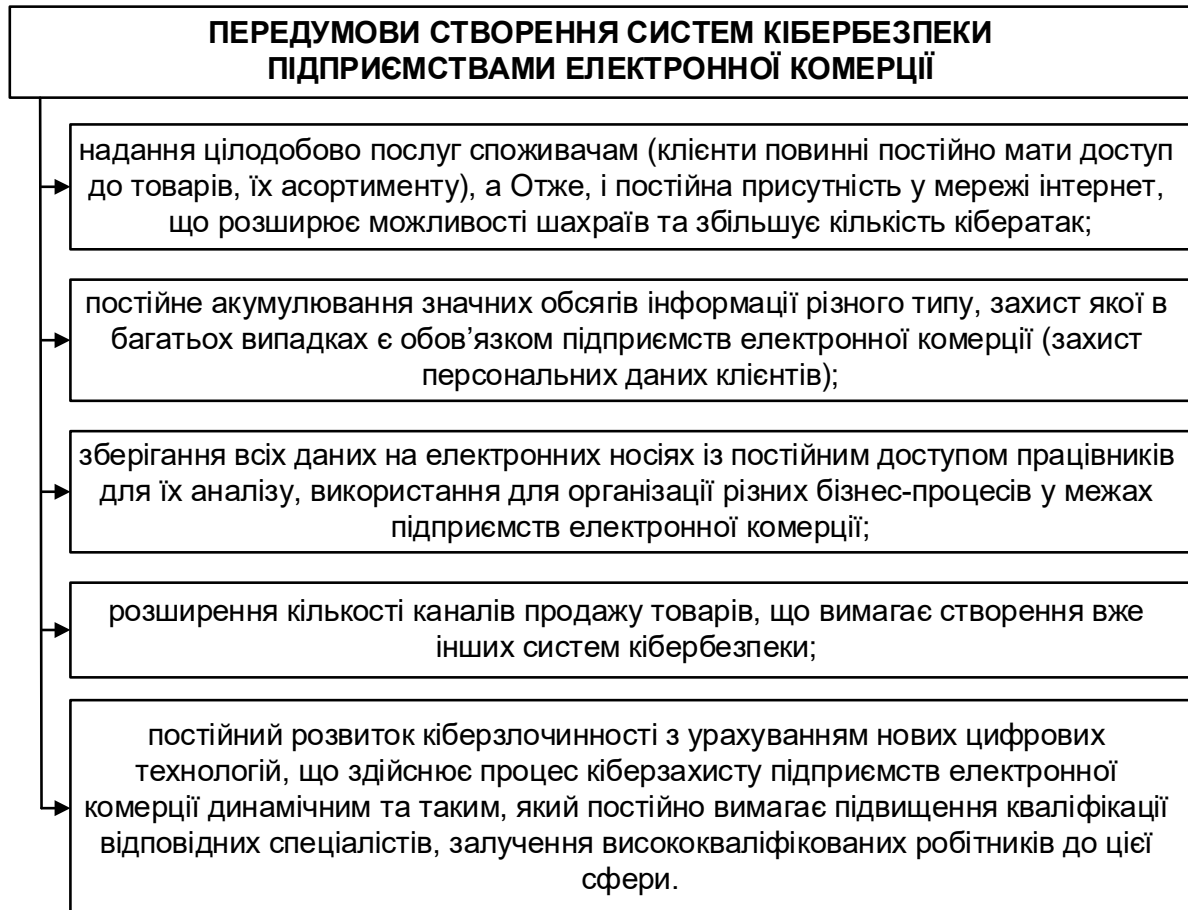 ПЕРЕДУМОВИ СТВОРЕННЯ СИСТЕМ КІБЕРБЕЗПЕКИ
ПІДПРИЄМСТВАМИ ЕЛЕКТРОННОЇ КОМЕРЦІЇ
надання цілодобово послуг споживачам (клієнти повинні постійно мати доступ
до товарів, їх асортименту), а Отже, і постійна присутність у мережі інтернет,
що розширює можливості шахраїв та збільшує кількість кібератак;
постійне акумулювання значних обсягів інформації різного типу, захист якої в
багатьох випадках є обов’язком підприємств електронної комерції (захист
персональних даних клієнтів);
зберігання всіх даних на електронних носіях із постійним доступом працівників
для їх аналізу, використання для організації різних бізнес-процесів у межах
підприємств електронної комерції;
розширення кількості каналів продажу товарів, що вимагає створення вже
інших систем кібербезпеки;
постійний розвиток кіберзлочинності з урахуванням нових цифрових
технологій, що здійснює процес кіберзахисту підприємств електронної
комерції динамічним та таким, який постійно вимагає підвищення кваліфікації
відповідних спеціалістів, залучення висококваліфікованих робітників до цієї
сфери.